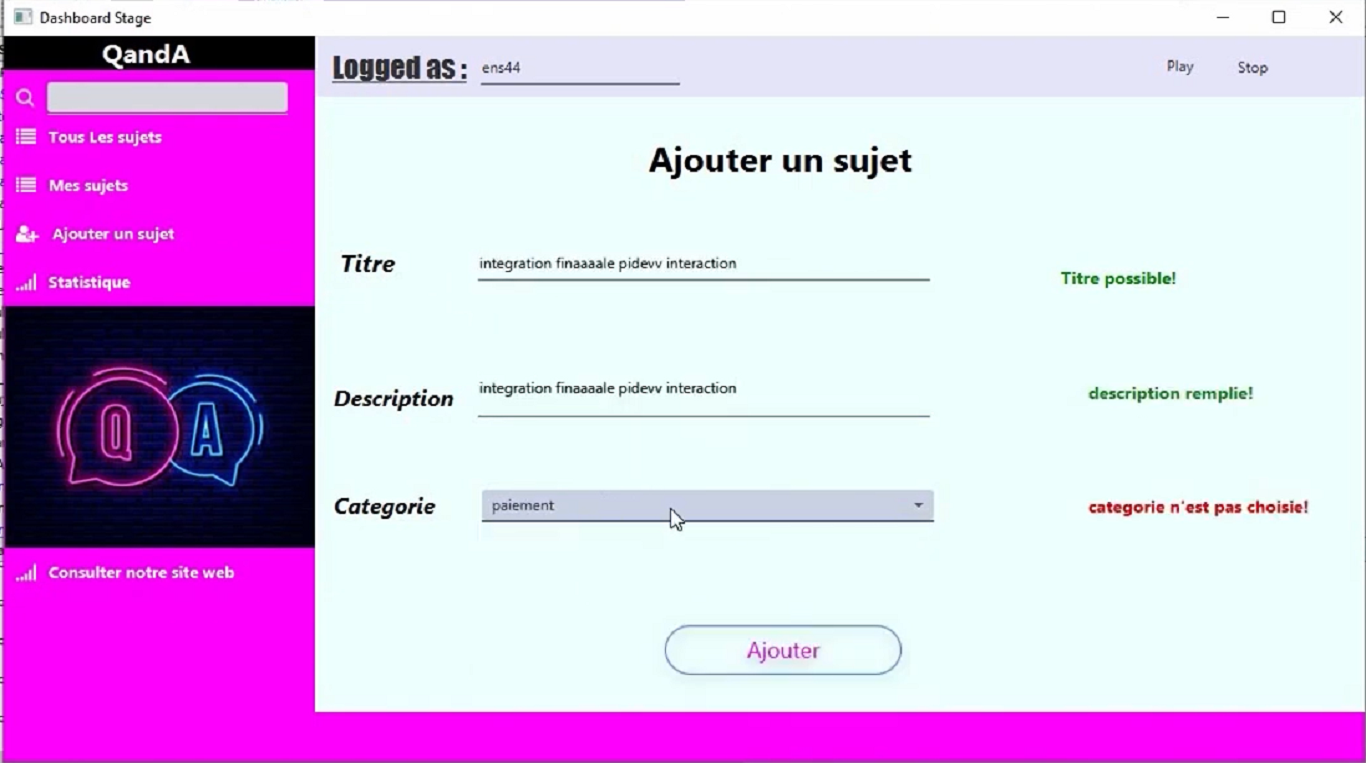 Dashboard Stage
QandA
Logged as :
ens44
Play
Stop
Tous Les sujets
Mes sujets
Ajouter un sujet
Statistique
Q A
Consulter notre site web
Ajouter un sujet
Titre
integration finaaaale pidevv interaction
Titre possible!
Description
integration finaaaale pidevv interaction
description remplie!
Categorie
paiement
categorie n'est pas choisie!
Ajouter